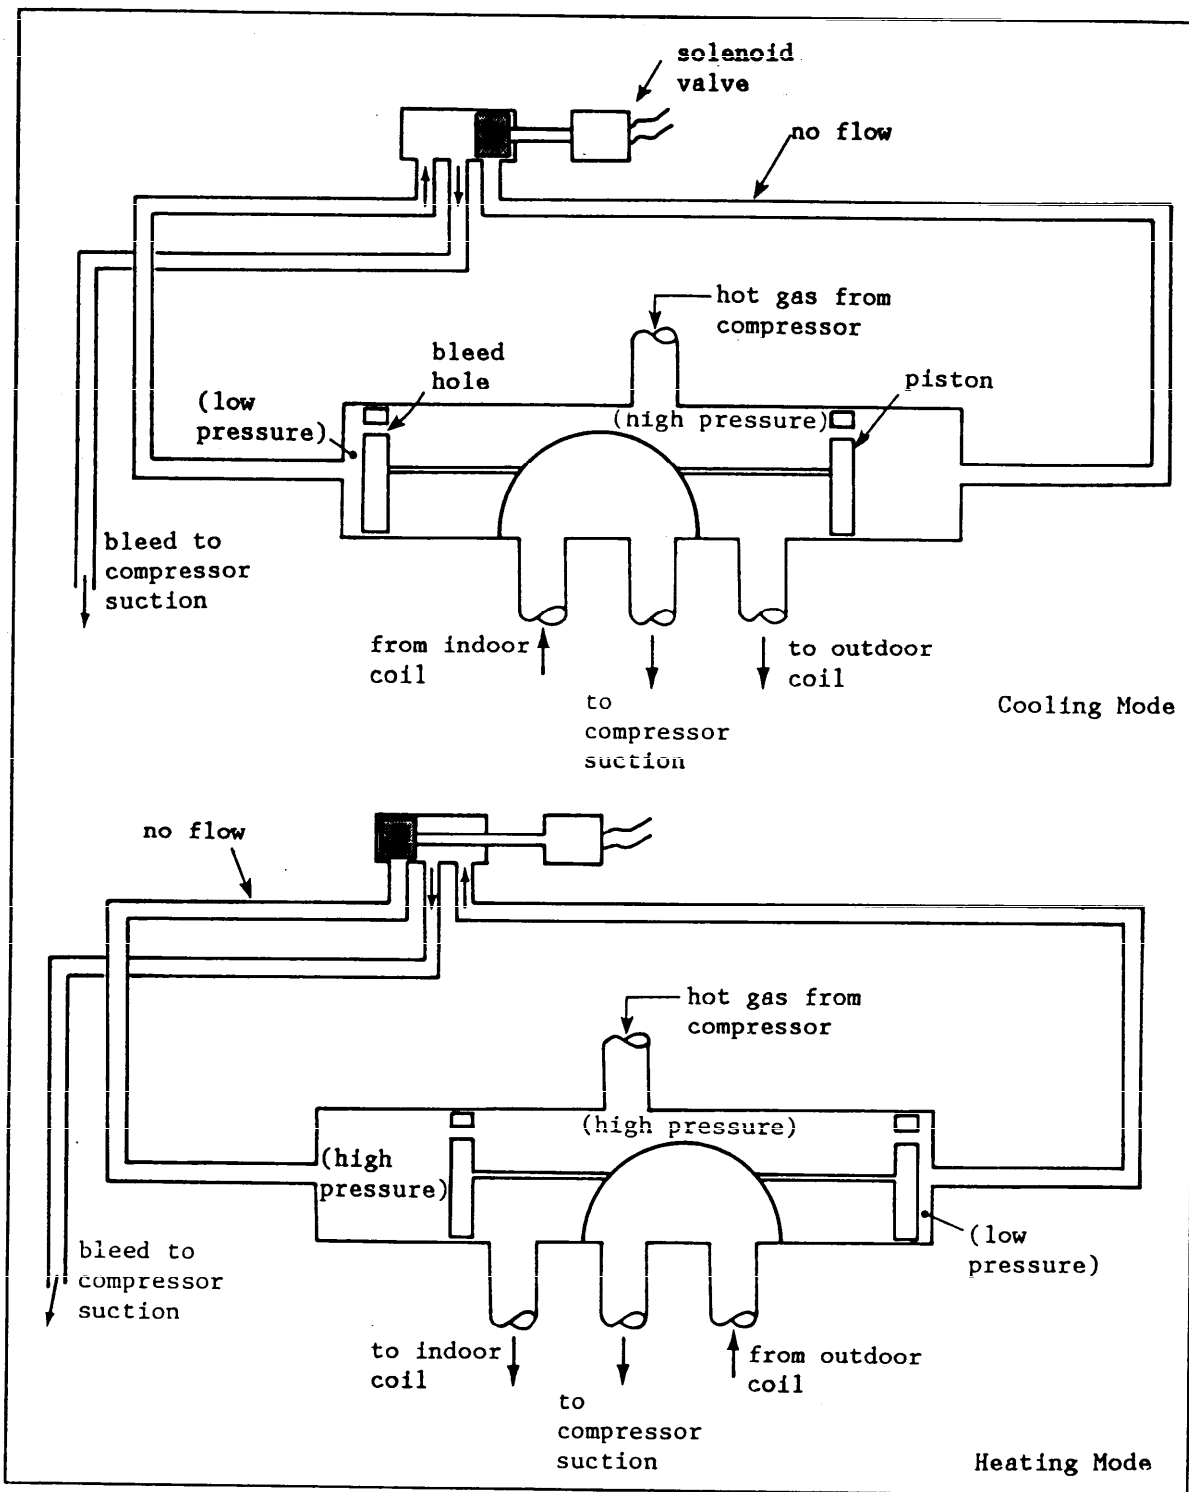 solenoid
valve
no flow
hot gas from
compressor
bleed
hole
piston
(low
pressure)
(high pressure)
bleed to
compressor
suction
from indoor
coil
to
compressor
suction
to outdoor
coil
Cooling Mode
no flow
hot gas from
compressor
(high pressure)
(high
pressure)
(low
pressure)
bleed to
compressor
suction
to indoor
coil
to
compressor
suction
from outdoor
coil
Heating Mode